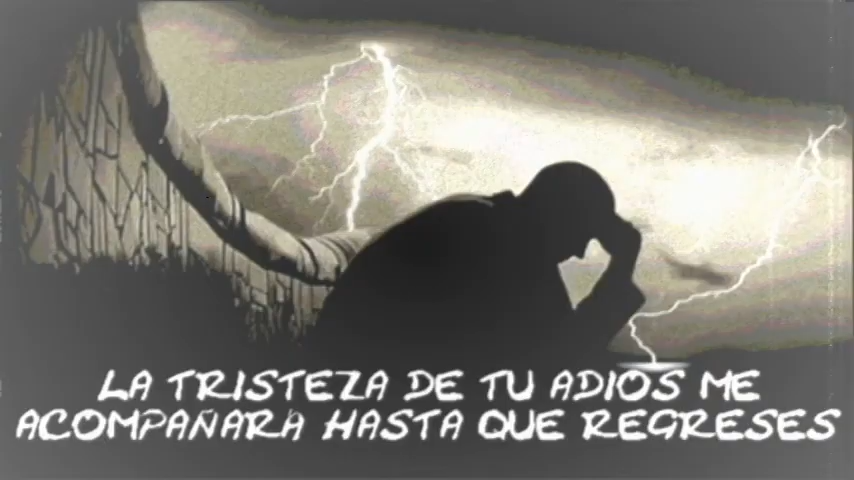 LA TRISTEZA DE TU ADIOS ME
ACOMPAÑARA HASTA QUE REGRESES